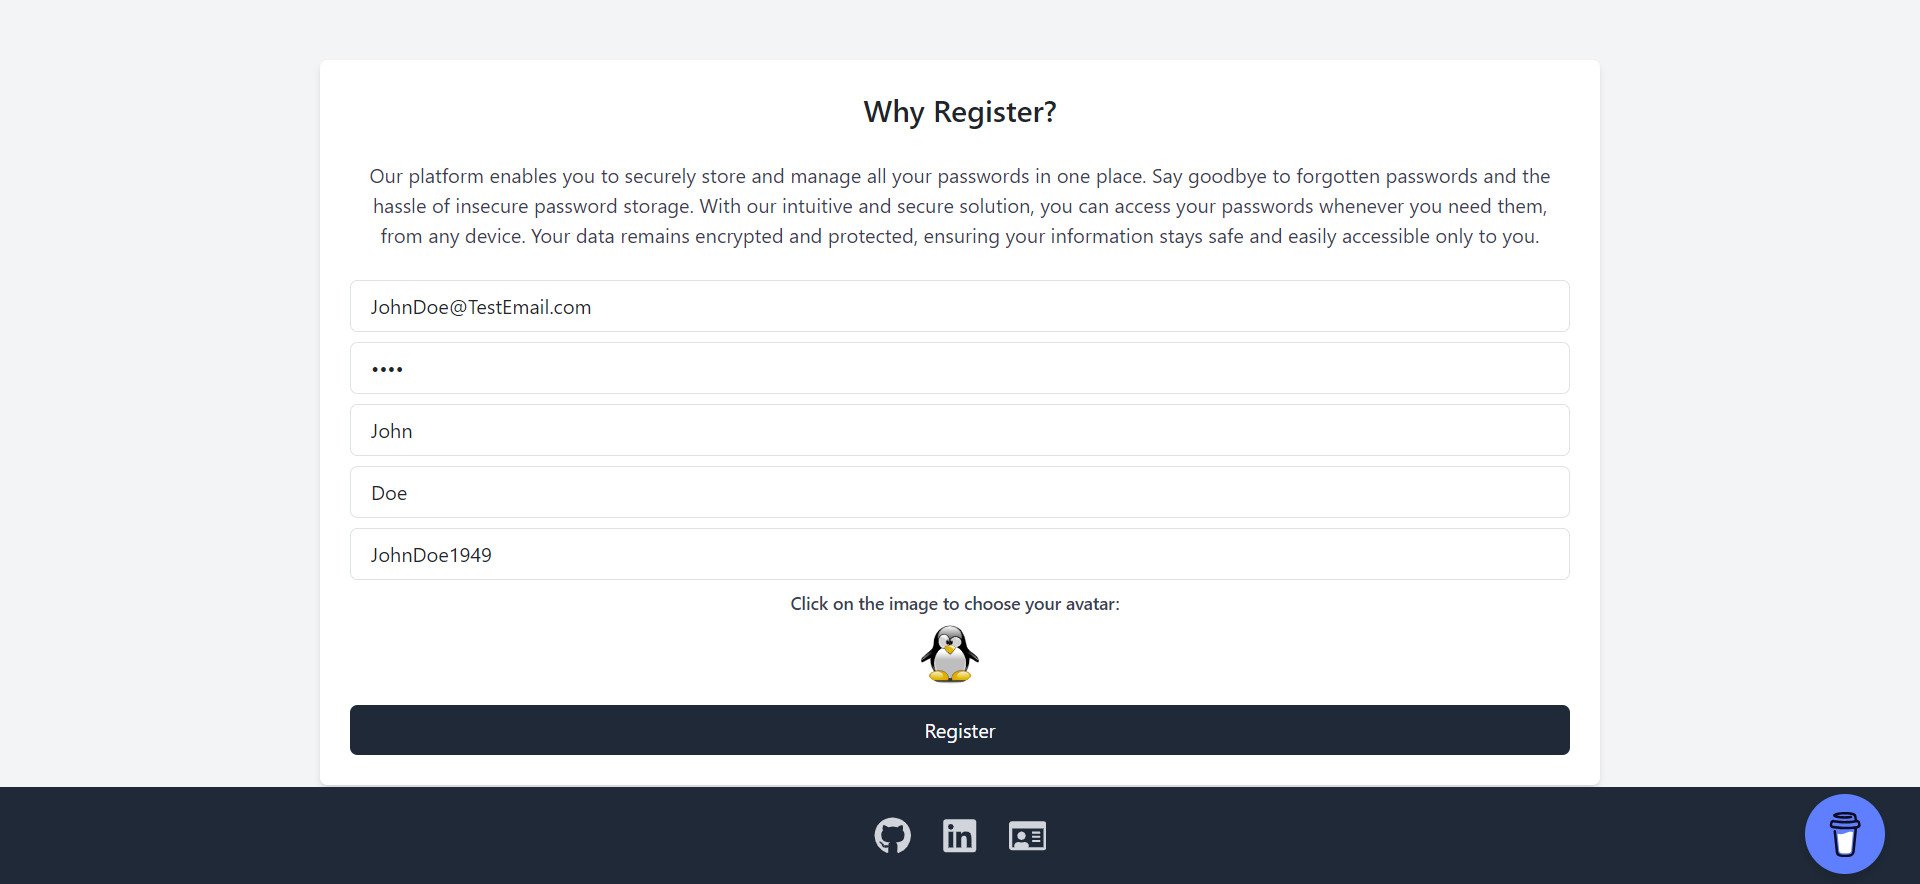 Why Register?
Our platform enables you to securely store and manage all your passwords in one place. Say goodbye to forgotten passwords and the
hassle of insecure password storage. With our intuitive and secure solution, you can access your passwords whenever you need them,
from any device. Your data remains encrypted and protected, ensuring your information stays safe and easily accessible only to you.
JohnDoe@TestEmail.com
••••
John
Doe
JohnDoe1949
Click on the image to choose your avatar:
Register
in